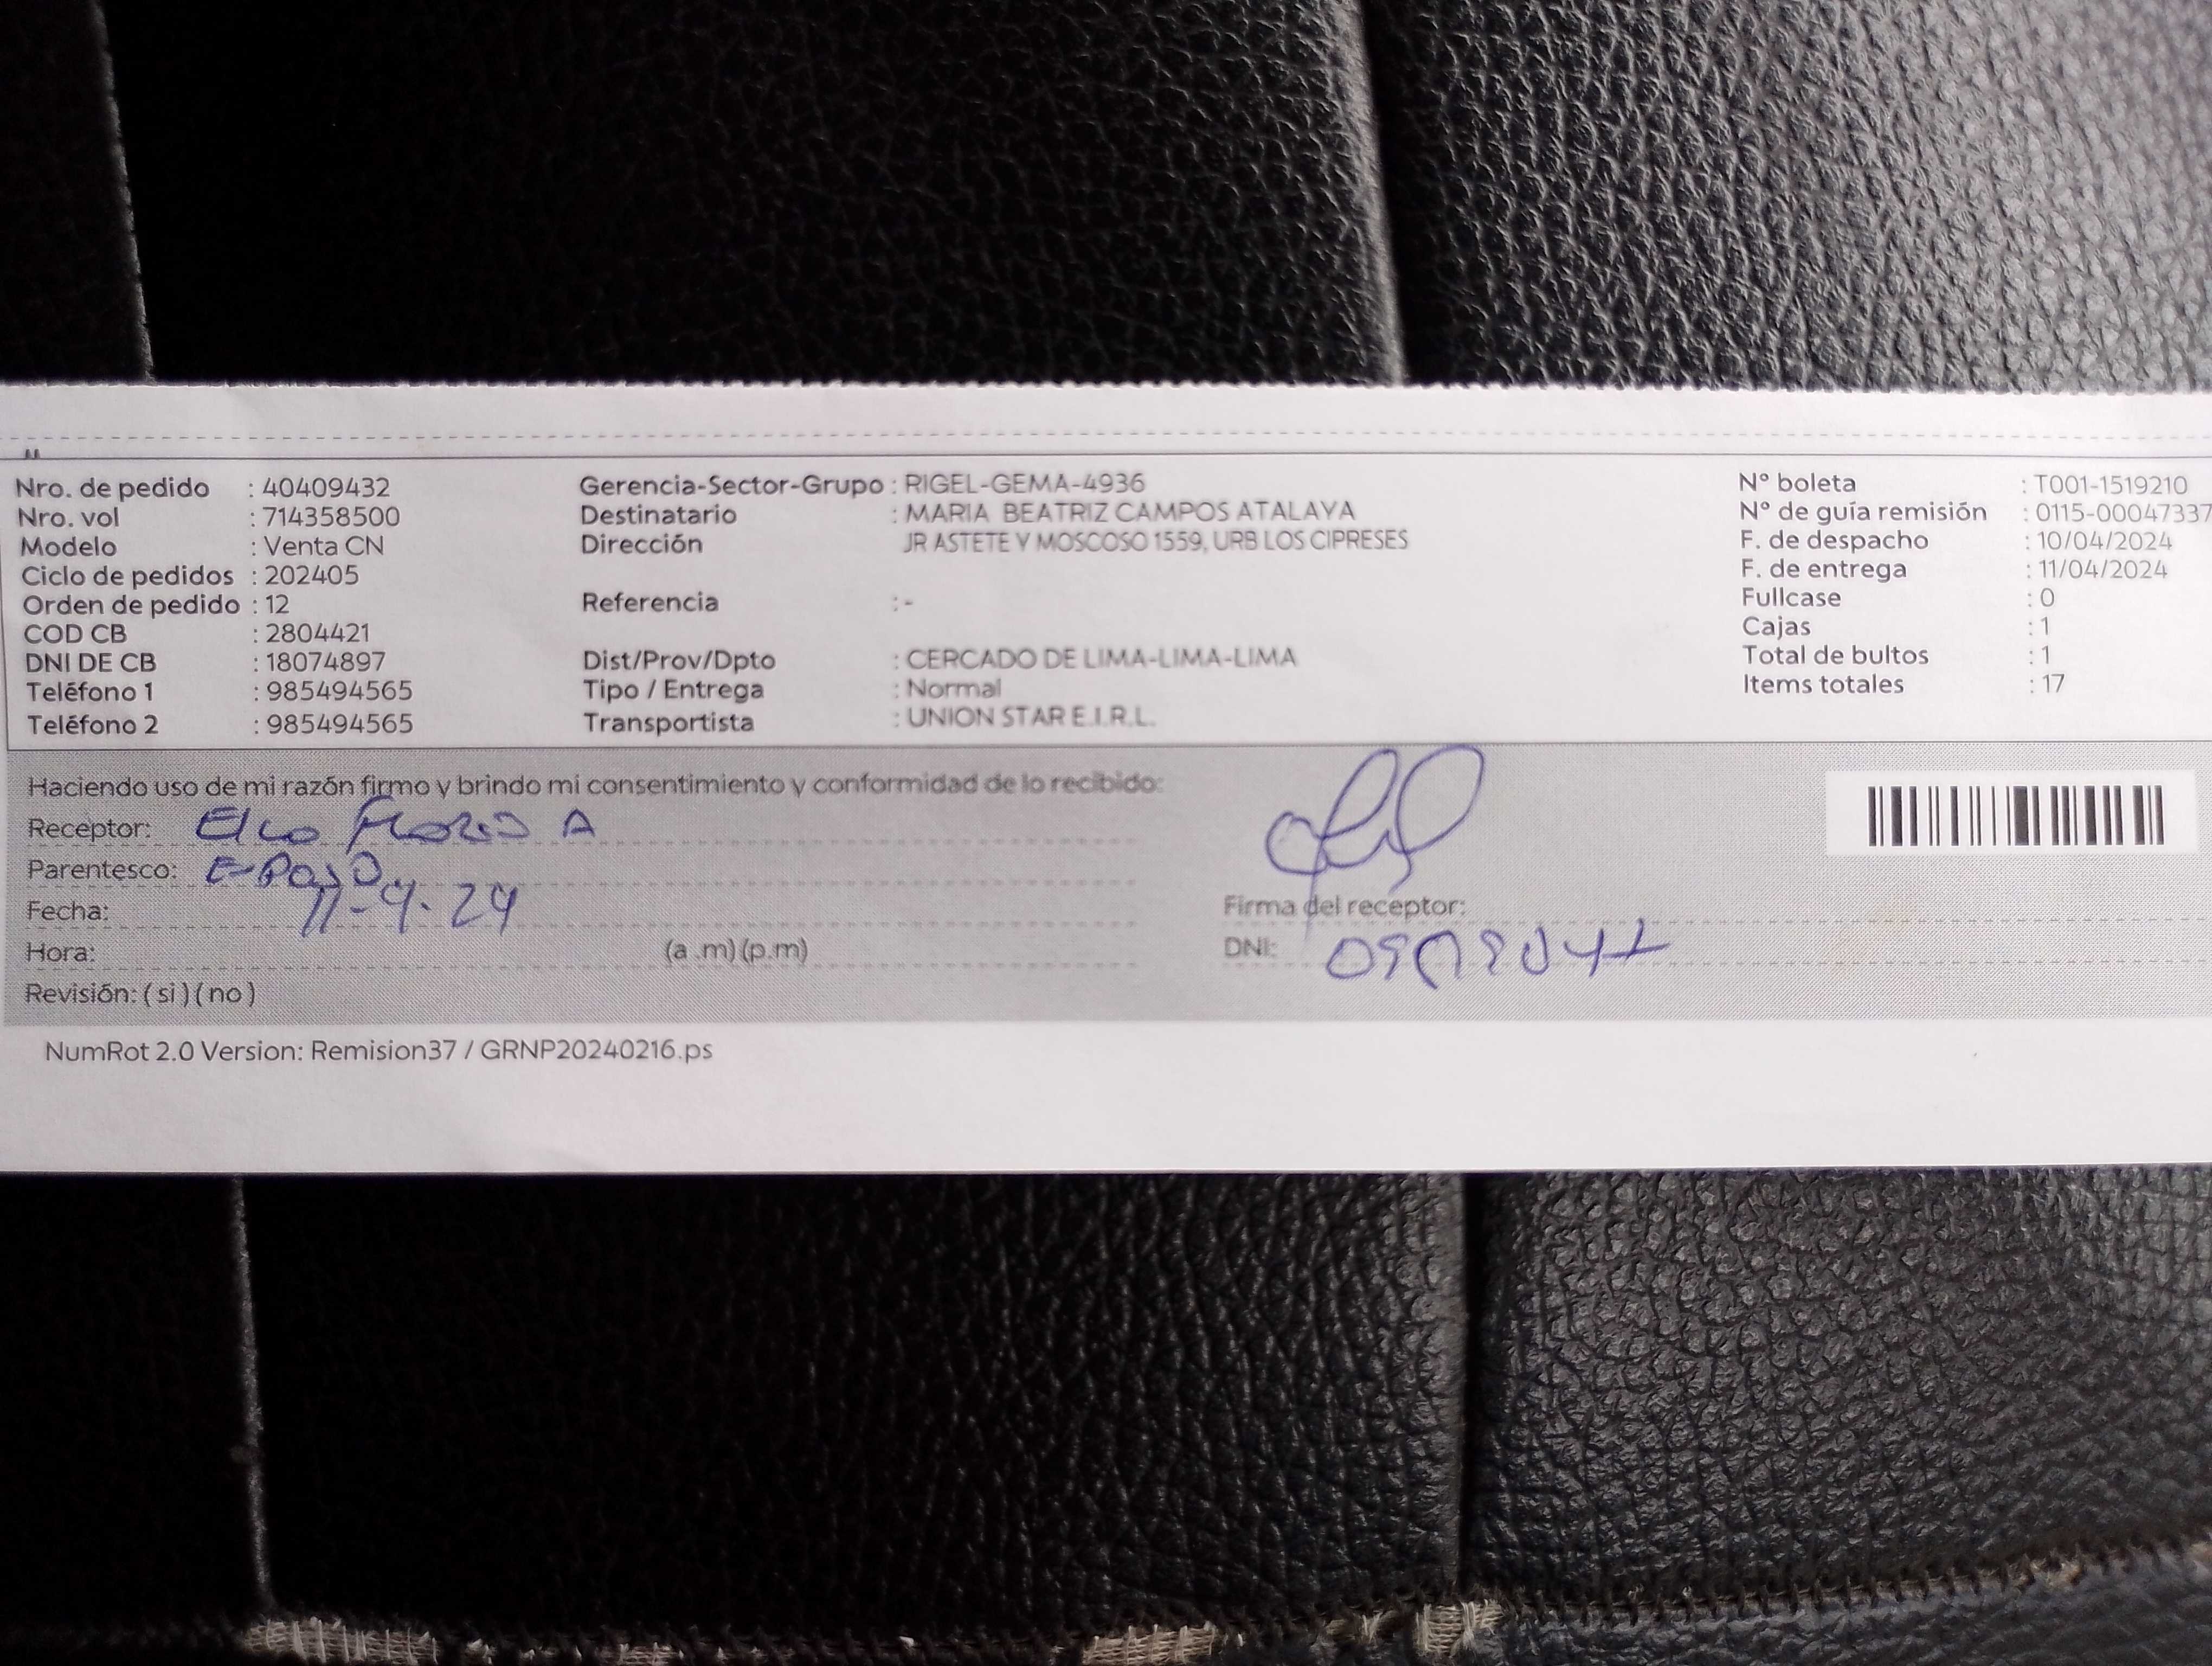 Nro. de pedido : 40409432
Nro. vol : 714358500
Modelo : Venta CN
Ciclo de pedidos : 202405
Orden de pedido : 12
COD CB : 2804421
DNI DE CB : 18074897
Teléfono 1 : 985494565
Teléfono 2 : 985494565
Gerencia-Sector-Grupo : RIGEL-GEMA-4936
Destinatario : MARIA BEATRIZ CAMPOS ATALAYA
Dirección JR ASTETE Y MOSCOSO 1559, URB LOS CIPRESES
Referencia : -
Dist/Prov/Dpto : CERCADO DE LIMA-LIMA-LIMA
Tipo / Entrega : Normal
Transportista : UNION STAR E.I.R.L.
N° boleta : T001-1519210
N° de guía remisión : 0115-00047337
F. de despacho : 10/04/2024
F. de entrega : 11/04/2024
Fullcase : 0
Cajas : 1
Total de bultos : 1
Items totales : 17
Haciendo uso de mi razón firmo y brindo mi consentimiento y conformidad de lo recibido:
Receptor: A
Parentesco: Esposo
Fecha: 11-4-24
Hora: (a .m) (p.m)
Revisión: ( si ) ( no )
Firma del receptor:
DNI:
NumRot 2.0 Version: Remision37 / GRNP20240216.ps